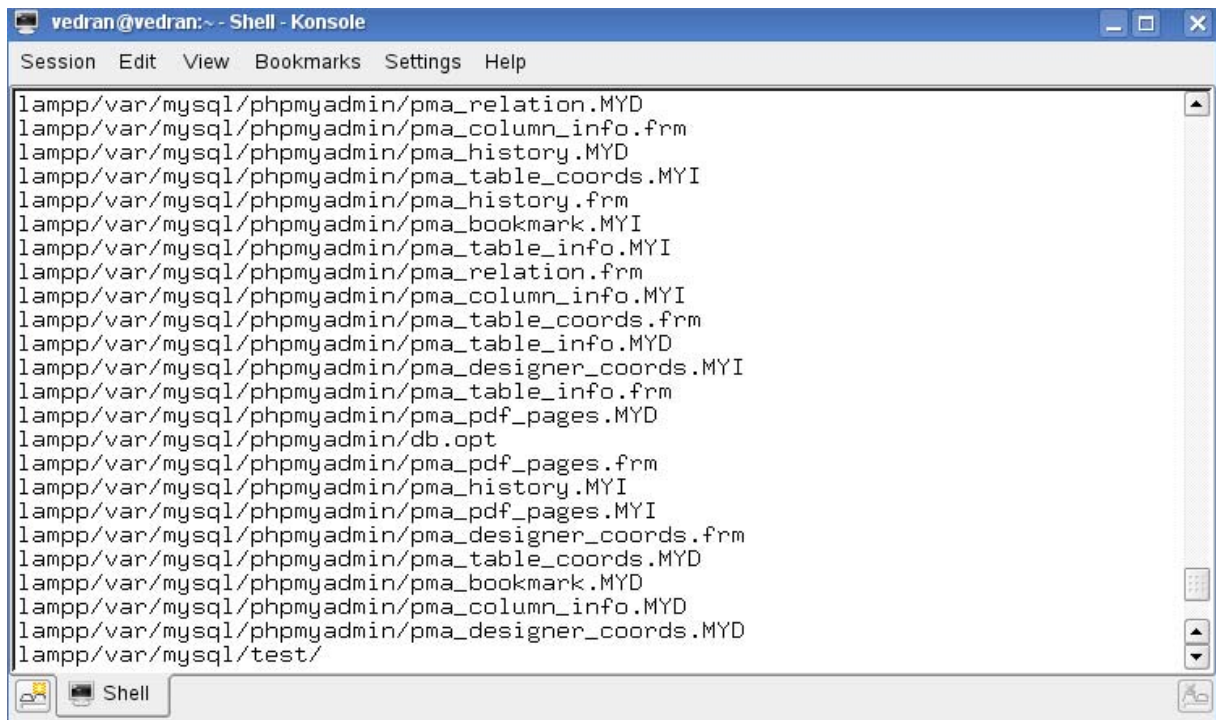 vedran@vedran:~ - Shell - Konsole
Session Edit View Bookmarks Settings Help
lampp/var/mysql/phpmyadmin/pma_relation.MYD
lampp/var/mysql/phpmyadmin/pma_column_info.frm
lampp/var/mysql/phpmyadmin/pma_history.MYD
lampp/var/mysql/phpmyadmin/pma_table_coords.MYI
lampp/var/mysql/phpmyadmin/pma_history.frm
lampp/var/mysql/phpmyadmin/pma_bookmark.MYI
lampp/var/mysql/phpmyadmin/pma_table_info.MYI
lampp/var/mysql/phpmyadmin/pma_relation.frm
lampp/var/mysql/phpmyadmin/pma_column_info.MYI
lampp/var/mysql/phpmyadmin/pma_table_coords.frm
lampp/var/mysql/phpmyadmin/pma_table_info.MYD
lampp/var/mysql/phpmyadmin/pma_designer_coords.MYI
lampp/var/mysql/phpmyadmin/pma_table_info.frm
lampp/var/mysql/phpmyadmin/pma_pdf_pages.MYD
lampp/var/mysql/phpmyadmin/db.opt
lampp/var/mysql/phpmyadmin/pma_pdf_pages.frm
lampp/var/mysql/phpmyadmin/pma_history.MYI
lampp/var/mysql/phpmyadmin/pma_pdf_pages.MYI
lampp/var/mysql/phpmyadmin/pma_designer_coords.frm
lampp/var/mysql/phpmyadmin/pma_table_coords.MYD
lampp/var/mysql/phpmyadmin/pma_bookmark.MYD
lampp/var/mysql/phpmyadmin/pma_column_info.MYD
lampp/var/mysql/phpmyadmin/pma_designer_coords.MYD
lampp/var/mysql/test/
Shell